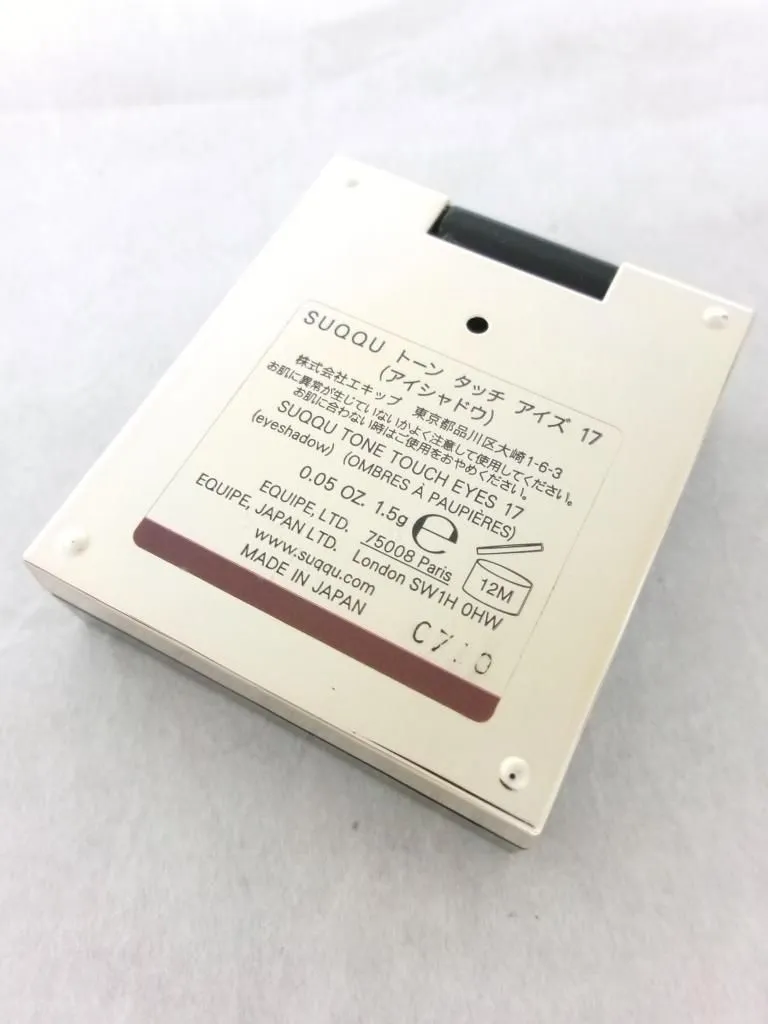 SUQQU トーン タッチ アイズ 17
(アイシャドウ)
株式会社エキップ 東京都品川区大崎1-6-3
お肌に異常が生じていないかよく注意して使用してください。
お肌に合わない時はご使用をおやめください。
SUQQU TONE TOUCH EYES 17
(eyeshadow) (OMBRES À PAUPIÈRES)
0.05 OZ. 1.5g ℮
EQUIPE, LTD. 75008 Paris
EQUIPE, JAPAN LTD. London SW1H 0HW
www.suqqu.com
MADE IN JAPAN
12M